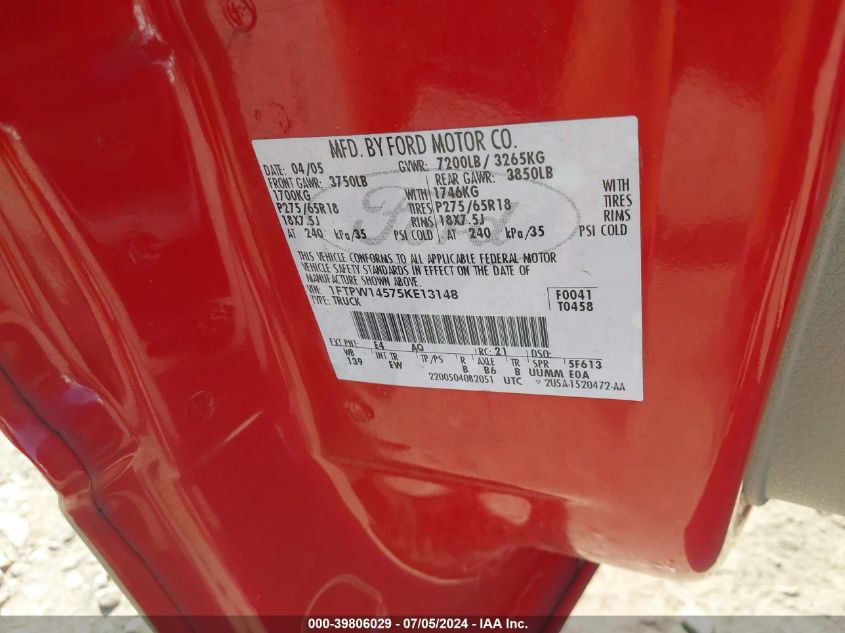 MFD. BY FORD MOTOR CO.
DATE: 04/05 GVWR: 7200LB/ 3265KG
FRONT GAWR: 3750LB REAR GAWR: 3850LB
1700KG WITH 1746KG WITH
P275/65R18 TIRES P275/65R18 TIRES
18X7.5J RIMS 18X7.5J RIMS
AT 240 kPa/35 PSI COLD AT 240 kPa/35 PSI COLD
Ford
THIS VEHICLE CONFORMS TO ALL APPLICABLE FEDERAL MOTOR
VEHICLE SAFETY STANDARDS IN EFFECT ON THE DATE OF
MANUFACTURE SHOWN ABOVE.
VIN: 1FTPW14575KE13148 F0041
TYPE: TRUCK T0458
EXT PNT: E4 AQ RC: 21 DSO:
WB INT TR TP/PS R AXLE TR SPR 5F613
139 EW B B6 B UUMM E0A
2200504082051 UTC 2U5A-1520472-AA
000-39806029 - 07/05/2024 - IAA Inc.